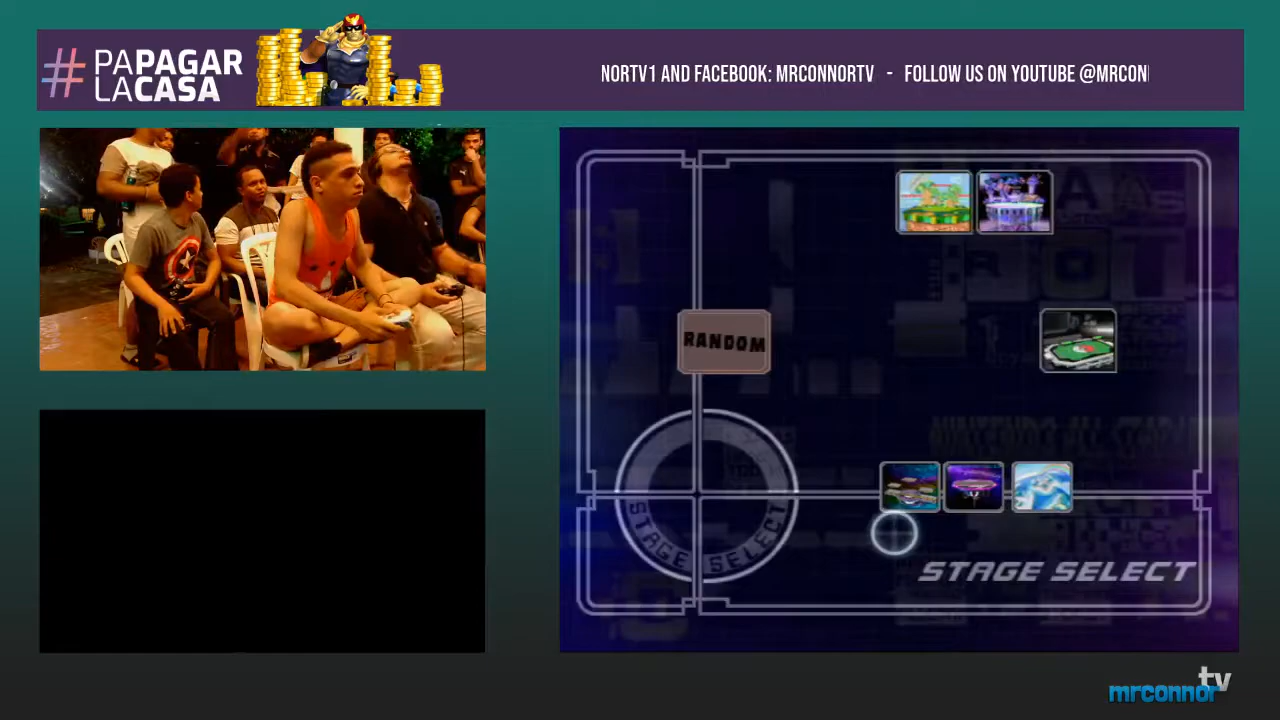 #PAPAGAR
LACASA
NORTV1 AND FACEBOOK: MRCONNORTV - FOLLOW US ON YOUTUBE @MRCON
RANDOM
STAGE SELECT
STAGE SELECT
mrconnortv